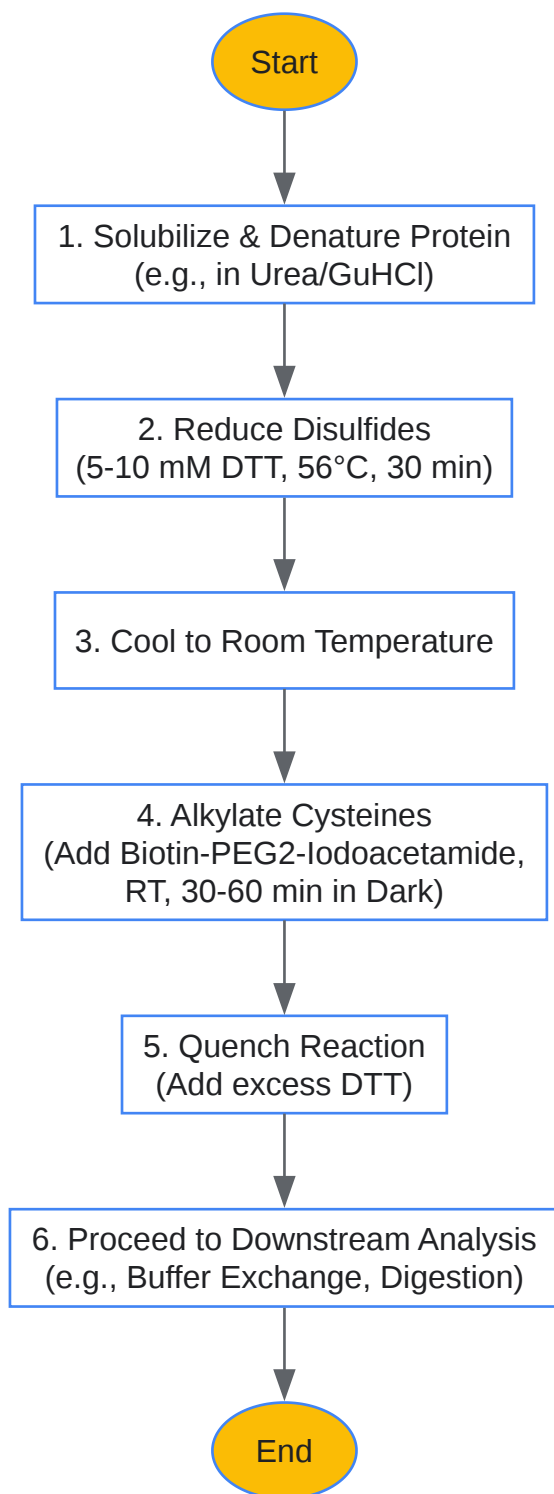 Start
1. Solubilize & Denature Protein
(e.g., in Urea/GuHCl)
2. Reduce Disulfides
(5-10 mM DTT, 56°C, 30 min)
3. Cool to Room Temperature
4. Alkylate Cysteines
(Add Biotin-PEG2-Iodoacetamide,
RT, 30-60 min in Dark)
5. Quench Reaction
(Add excess DTT)
6. Proceed to Downstream Analysis
(e.g., Buffer Exchange, Digestion)
End